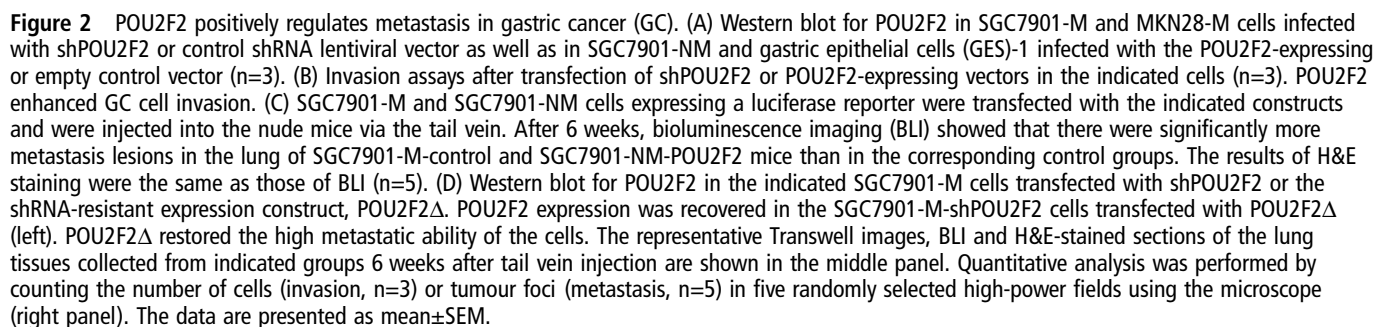 Figure 2 POU2F2 positively regulates metastasis in gastric cancer (GC). (A) Western blot for POU2F2 in SGC7901-M and MKN28-M cells infected
with shPOU2F2 or control shRNA lentiviral vector as well as in SGC7901-NM and gastric epithelial cells (GES)-1 infected with the POU2F2-expressing
or empty control vector (n=3). (B) Invasion assays after transfection of shPOU2F2 or POU2F2-expressing vectors in the indicated cells (n=3). POU2F2
enhanced GC cell invasion. (C) SGC7901-M and SGC7901-NM cells expressing a luciferase reporter were transfected with the indicated constructs
and were injected into the nude mice via the tail vein. After 6 weeks, bioluminescence imaging (BLI) showed that there were significantly more
metastasis lesions in the lung of SGC7901-M-control and SGC7901-NM-POU2F2 mice than in the corresponding control groups. The results of H&E
staining were the same as those of BLI (n=5). (D) Western blot for POU2F2 in the indicated SGC7901-M cells transfected with shPOU2F2 or the
shRNA-resistant expression construct, POU2F2Δ. POU2F2 expression was recovered in the SGC7901-M-shPOU2F2 cells transfected with POU2F2Δ
(left). POU2F2Δ restored the high metastatic ability of the cells. The representative Transwell images, BLI and H&E-stained sections of the lung
tissues collected from indicated groups 6 weeks after tail vein injection are shown in the middle panel. Quantitative analysis was performed by
counting the number of cells (invasion, n=3) or tumour foci (metastasis, n=5) in five randomly selected high-power fields using the microscope
(right panel). The data are presented as mean±SEM.